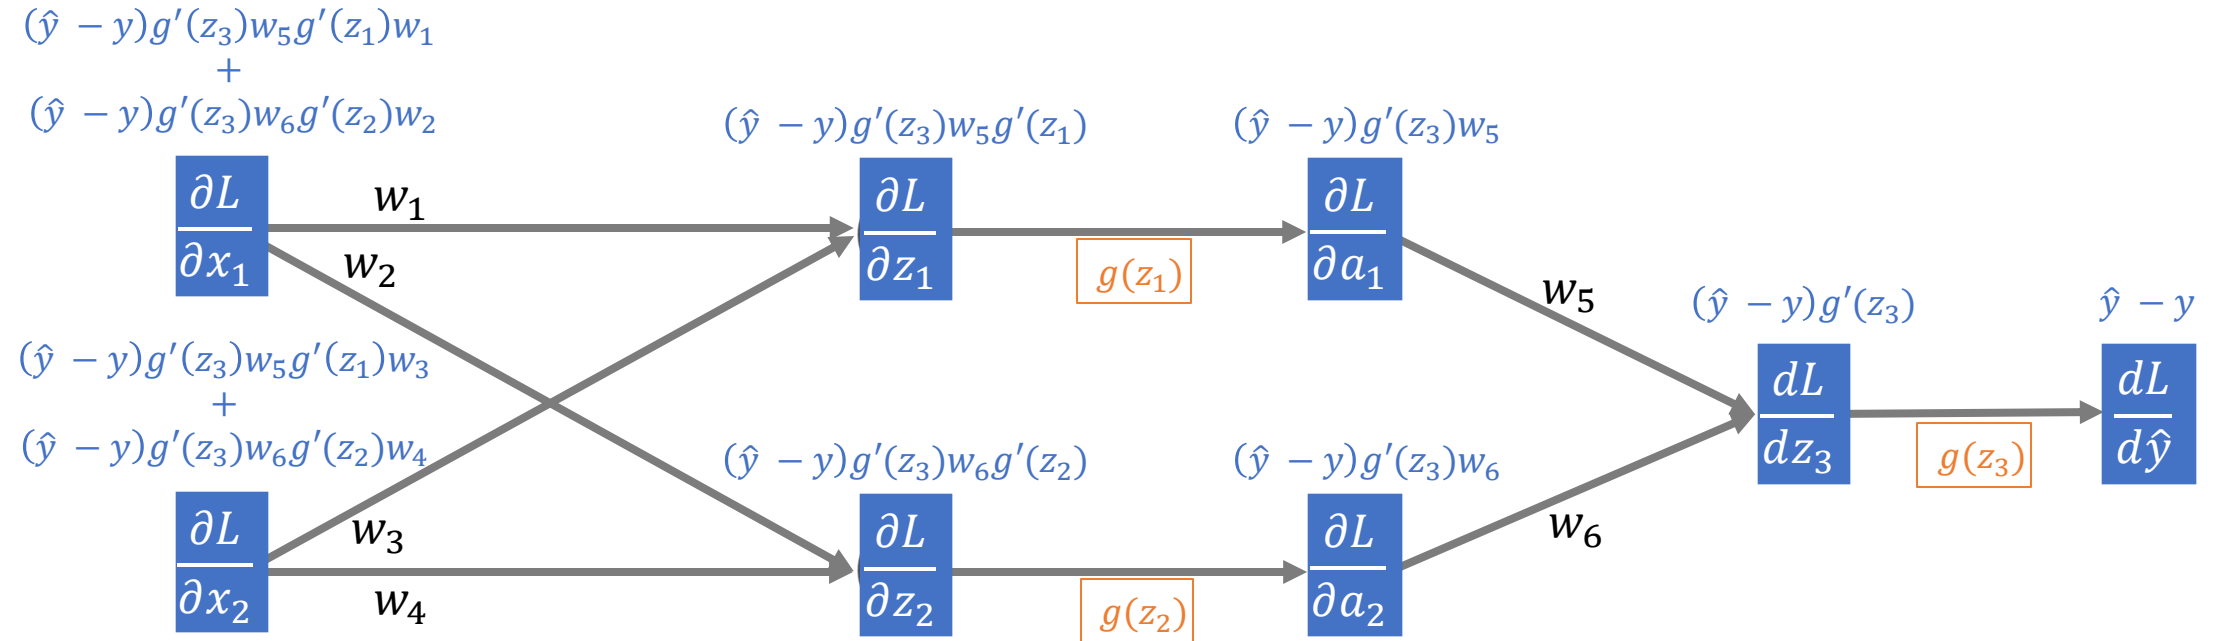 (ŷ − y)g′(z₃)w₅g′(z₁)w₁
+
(ŷ − y)g′(z₃)w₆g′(z₂)w₂
∂L
∂x₁
w₁
w₂
(ŷ − y)g′(z₃)w₅g′(z₁)
∂L
∂z₁
g(z₁)
(ŷ − y)g′(z₃)w₅
∂L
∂a₁
w₅
(ŷ − y)g′(z₃)w₅g′(z₁)w₃
+
(ŷ − y)g′(z₃)w₆g′(z₂)w₄
∂L
∂x₂
w₃
w₄
(ŷ − y)g′(z₃)w₆g′(z₂)
∂L
∂z₂
g(z₂)
(ŷ − y)g′(z₃)w₆
∂L
∂a₂
w₆
(ŷ − y)g′(z₃)
dL
dz₃
g(z₃)
ŷ − y
dL
dŷ